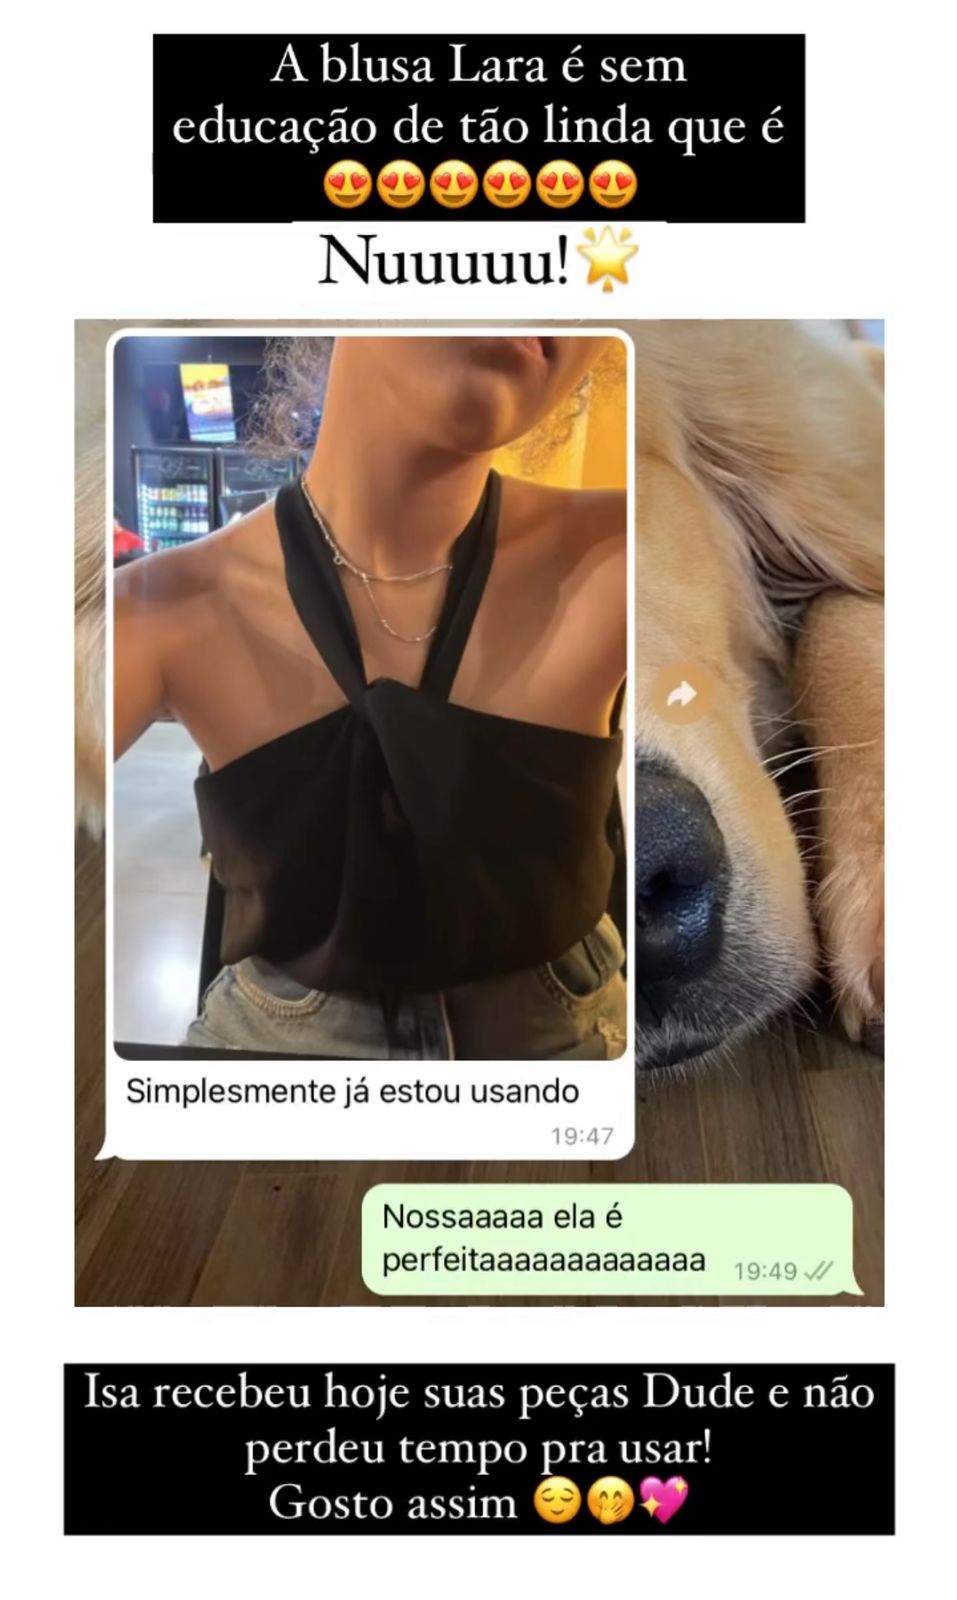 A blusa Lara é sem
educação de tão linda que é
😍😍😍😍😍😍
Nuuuuu!🌟
Simplesmente já estou usando
19:47
Nossaaaaa ela é
perfeitaaaaaaaaaaaaa
19:49
Isa recebeu hoje suas peças Dude e não
perdeu tempo pra usar!
Gosto assim 😌🤭💖